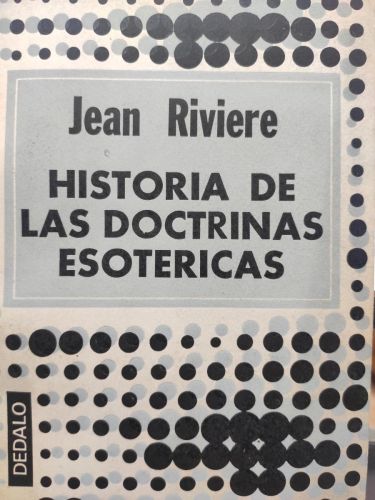 Jean Riviere
HISTORIA DE
LAS DOCTRINAS
ESOTERICAS
DEDALO